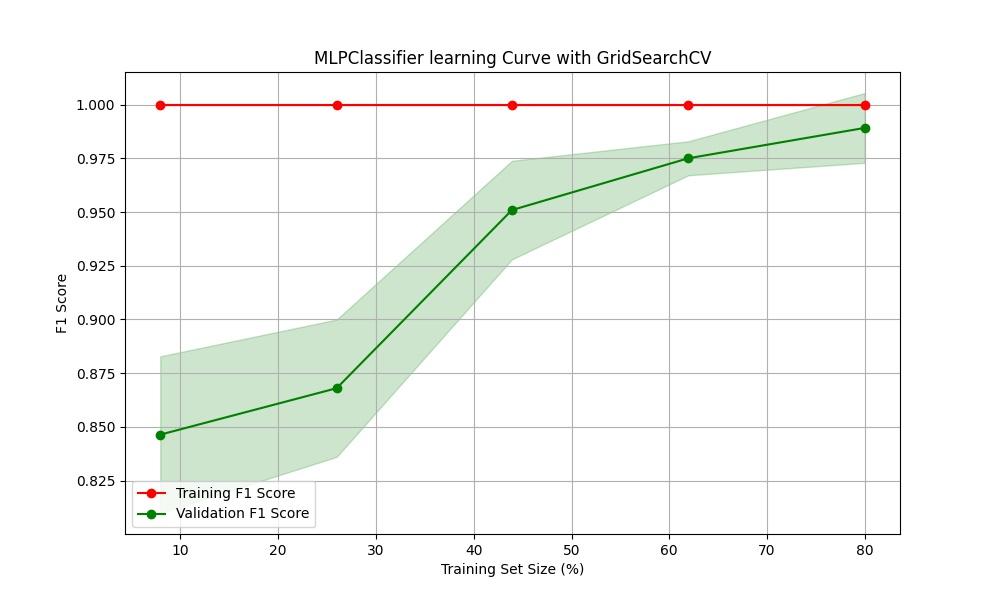 MLPClassifier learning Curve with GridSearchCV
F1 Score
1.000
0.975
0.950
0.925
0.900
0.875
0.850
0.825
Training F1 Score
Validation F1 Score
10 20 30 40 50 60 70 80
Training Set Size (%)